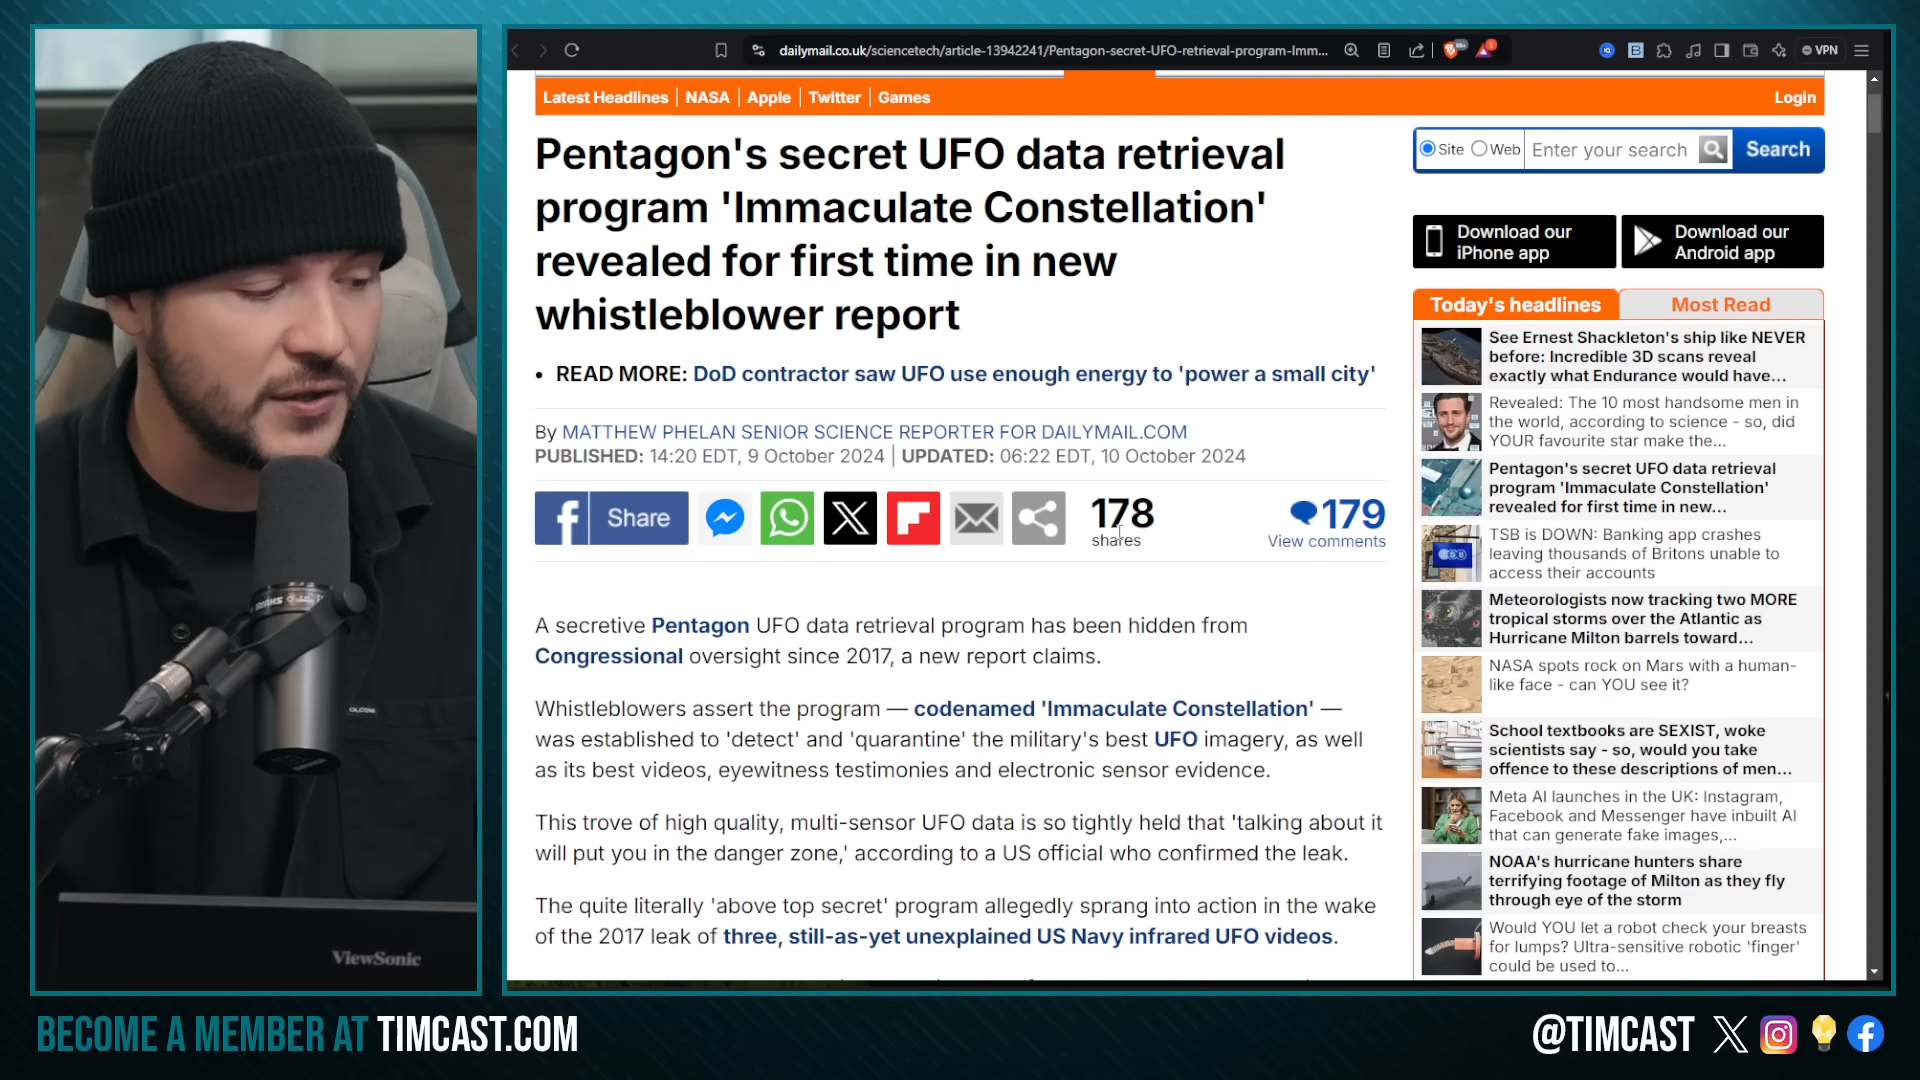 dailymail.co.uk/sciencetech/article-13942241/Pentagon-secret-UFO-retrieval-program-Imm...
VPN
Latest Headlines | NASA | Apple | Twitter | Games
Login
Pentagon's secret UFO data retrieval
program 'Immaculate Constellation'
revealed for first time in new
whistleblower report
• READ MORE: DoD contractor saw UFO use enough energy to 'power a small city'
By MATTHEW PHELAN SENIOR SCIENCE REPORTER FOR DAILYMAIL.COM
PUBLISHED: 14:20 EDT, 9 October 2024 | UPDATED: 06:22 EDT, 10 October 2024
Share
178
shares
179
View comments
A secretive Pentagon UFO data retrieval program has been hidden from
Congressional oversight since 2017, a new report claims.
Whistleblowers assert the program — codenamed 'Immaculate Constellation' —
was established to 'detect' and 'quarantine' the military's best UFO imagery, as well
as its best videos, eyewitness testimonies and electronic sensor evidence.
This trove of high quality, multi-sensor UFO data is so tightly held that 'talking about it
will put you in the danger zone,' according to a US official who confirmed the leak.
The quite literally 'above top secret' program allegedly sprang into action in the wake
of the 2017 leak of three, still-as-yet unexplained US Navy infrared UFO videos.
Site Web Enter your search Search
Download our
iPhone app
Download our
Android app
Today's headlines
Most Read
See Ernest Shackleton's ship like NEVER
before: Incredible 3D scans reveal
exactly what Endurance would have...
Revealed: The 10 most handsome men in
the world, according to science - so, did
YOUR favourite star make the...
Pentagon's secret UFO data retrieval
program 'Immaculate Constellation'
revealed for first time in new...
TSB is DOWN: Banking app crashes
leaving thousands of Britons unable to
access their accounts
Meteorologists now tracking two MORE
tropical storms over the Atlantic as
Hurricane Milton barrels toward...
NASA spots rock on Mars with a human-
like face - can YOU see it?
School textbooks are SEXIST, woke
scientists say - so, would you take
offence to these descriptions of men...
Meta AI launches in the UK: Instagram,
Facebook and Messenger have inbuilt AI
that can generate fake images,...
NOAA's hurricane hunters share
terrifying footage of Milton as they fly
through eye of the storm
Would YOU let a robot check your breasts
for lumps? Ultra-sensitive robotic 'finger'
could be used to...
VOLCOM
ViewSonic
BECOME A MEMBER AT TIMCAST.COM
@TIMCAST